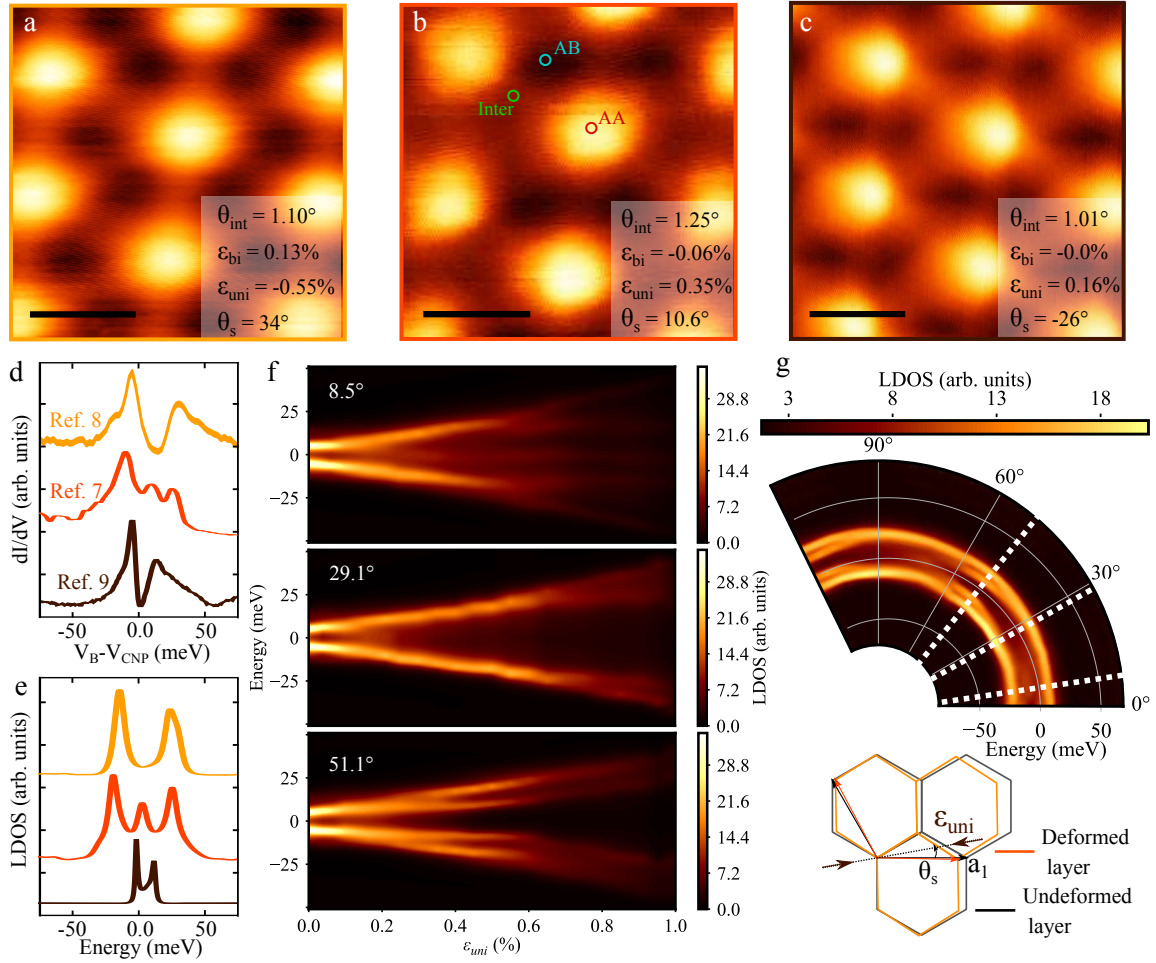 a
θint = 1.10°
εbi = 0.13%
εuni = -0.55%
θs = 34°
b
AB
Inter
AA
θint = 1.25°
εbi = -0.06%
εuni = 0.35%
θs = 10.6°
c
θint = 1.01°
εbi = -0.0%
εuni = 0.16%
θs = -26°
d
Ref. 8
Ref. 7
Ref. 9
dI/dV (arb. units)
-50 0.0 50
VB-VCNP (meV)
e
LDOS (arb. units)
-50 0.0 50
Energy (meV)
f
8.5°
25
0
−25
28.8
21.6
14.4
7.2
0.0
29.1°
25
0
−25
Energy (meV)
28.8
21.6
14.4
7.2
0.0
LDOS (arb. units)
51.1°
25
0
−25
28.8
21.6
14.4
7.2
0.0
0.0 0.2 0.4 0.6 0.8 1.0
εuni (%)
g
LDOS (arb. units)
3 8 13 18
90°
60°
30°
0°
−50 0 50
Energy (meV)
εuni
θs
a1
Deformed
layer
Undeformed
layer